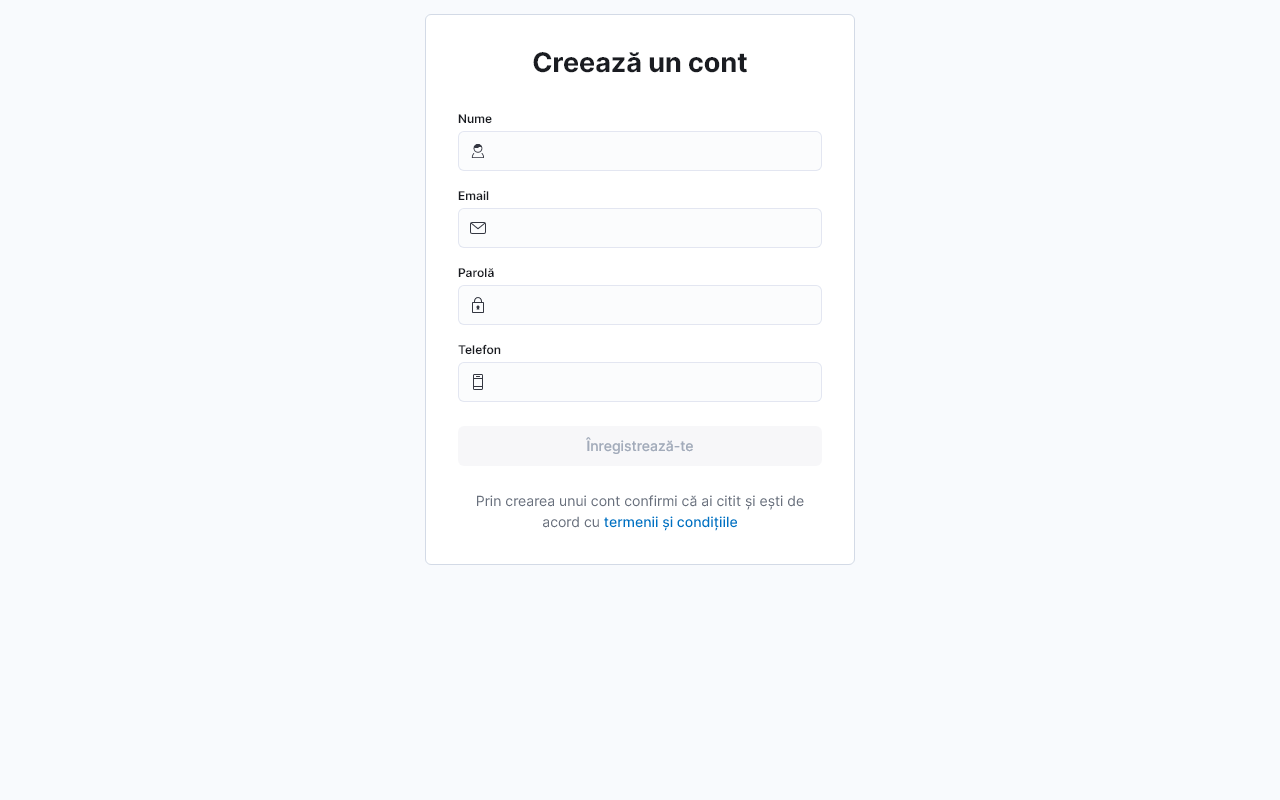 Creează un cont
Nume
Email
Parolă
Telefon
Înregistrează-te
Prin crearea unui cont confirmi că ai citit și ești de
acord cu termenii și condițiile